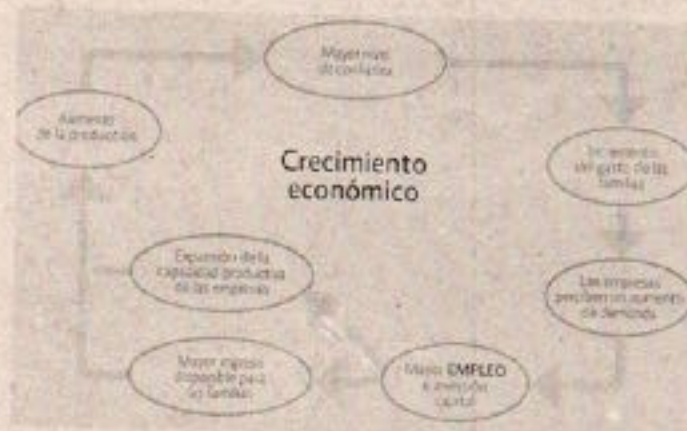 Mayor nivel
de confianza
Aumento
de la producción
Crecimiento
económico
Incremento
del gasto de las
familias
Expansión de la
capacidad productiva
de las empresas
Las empresas
perciben un aumento
de demanda
Mayor ingreso
disponible para
las familias
Mayor EMPLEO
e inversión
capital